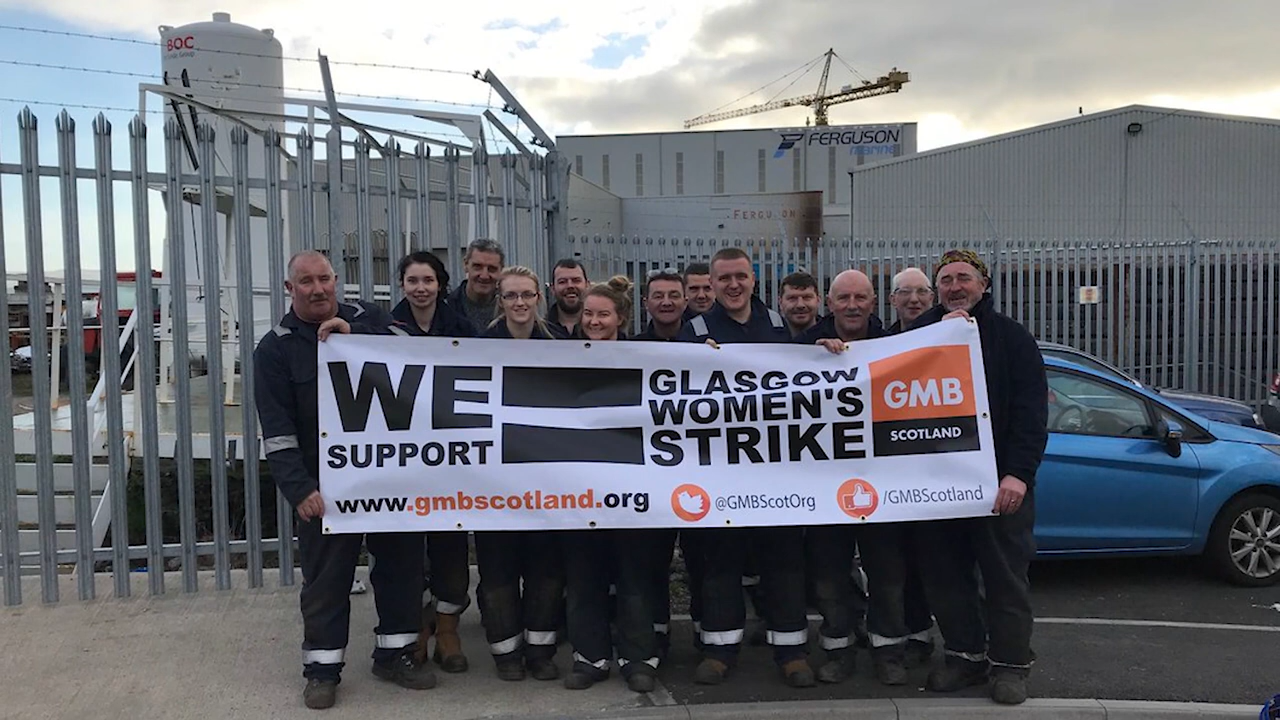 BOC
FERGUSON
marine
FERGUSON
WE
SUPPORT
GLASGOW
WOMEN'S
STRIKE
GMB
SCOTLAND
www.gmbscotland.org
@GMBScotOrg
/GMBScotland